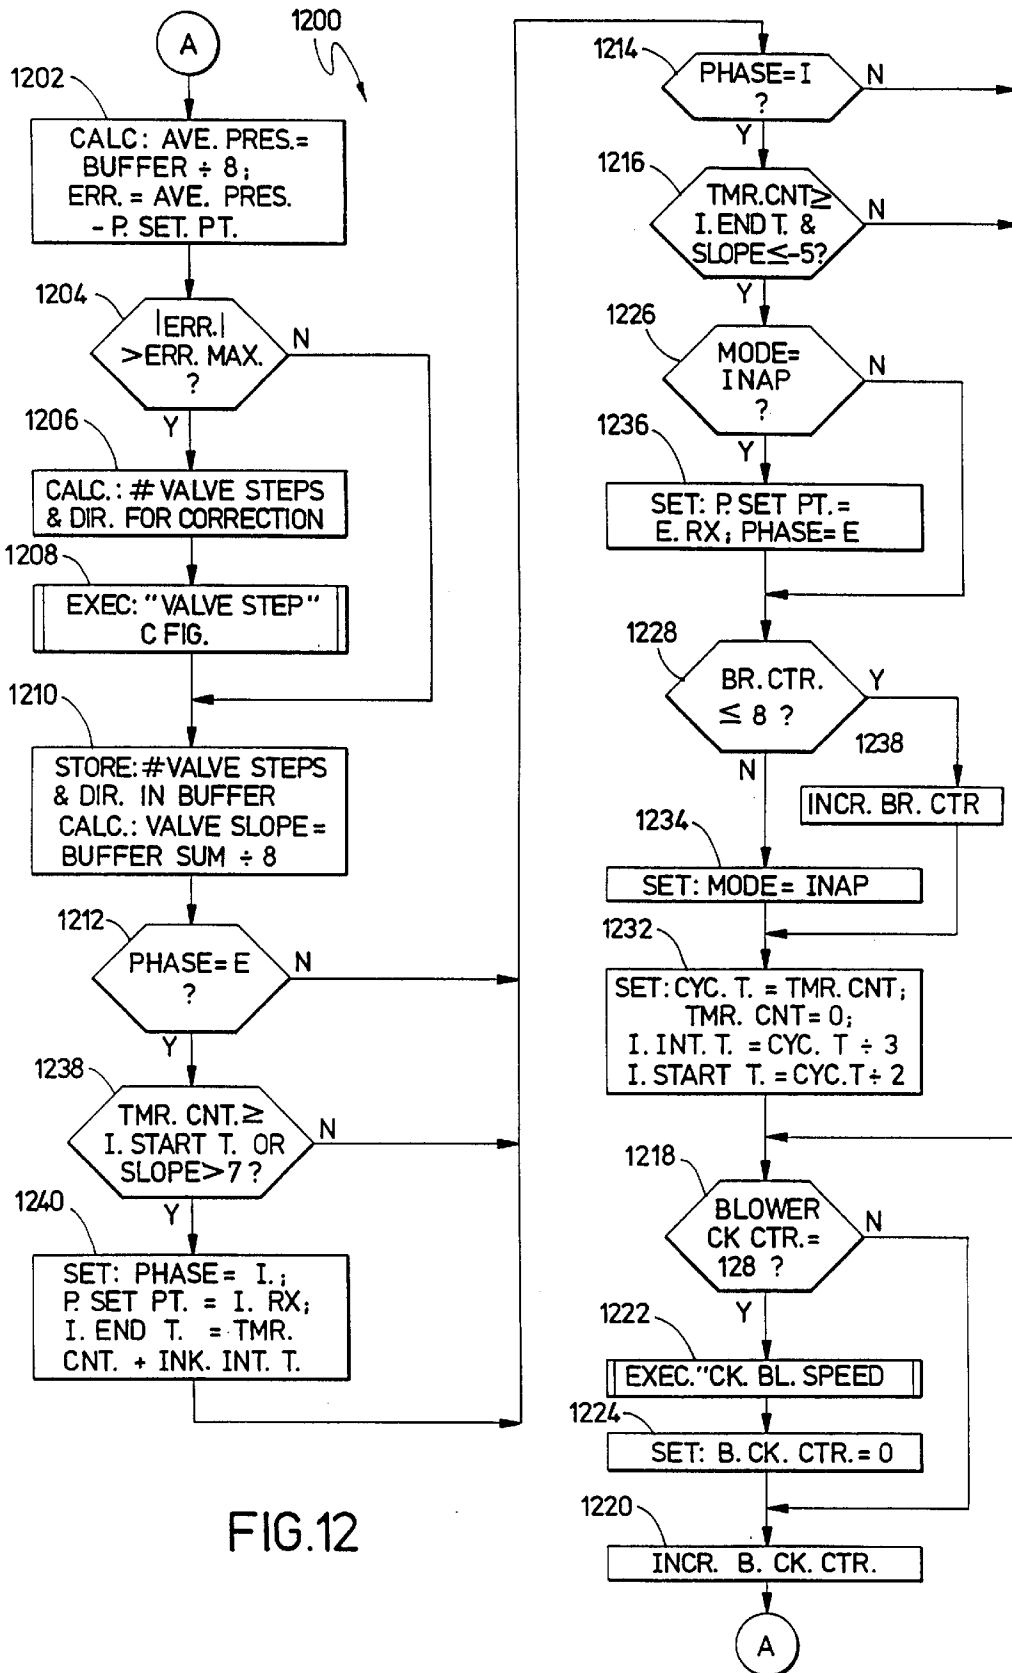 A
1200
1202
CALC: AVE. PRES.=
BUFFER ÷ 8;
ERR. = AVE. PRES.
- P. SET. PT.
1204
|ERR.|
>ERR. MAX.
?
N
Y
1206
CALC.: # VALVE STEPS
& DIR. FOR CORRECTION
1208
EXEC: "VALVE STEP"
C FIG.
1210
STORE: # VALVE STEPS
& DIR. IN BUFFER
CALC.: VALVE SLOPE=
BUFFER SUM ÷ 8
1212
PHASE= E
?
N
Y
1238
TMR. CNT.≥
I. START T. OR
SLOPE>7 ?
N
Y
1240
SET: PHASE= I.;
P. SET PT. = I. RX;
I. END T. = TMR.
CNT. + INK. INT. T.
FIG.12
1214
PHASE= I
?
N
Y
1216
TMR.CNT≥
I. END T. &
SLOPE≤-5?
N
Y
1226
MODE=
INAP
?
N
Y
1236
SET: P. SET PT.=
E. RX; PHASE= E
1228
BR. CTR.
≤ 8 ?
Y
N
1238
INCR. BR. CTR
1234
SET: MODE= INAP
1232
SET: CYC. T. = TMR. CNT;
TMR. CNT=0;
I. INT. T. =CYC. T ÷ 3
I. START T. =CYC.T÷ 2
1218
BLOWER
CK CTR.=
128 ?
N
Y
1222
EXEC."CK. BL. SPEED
1224
SET: B. CK. CTR.= 0
1220
INCR. B. CK. CTR.
A